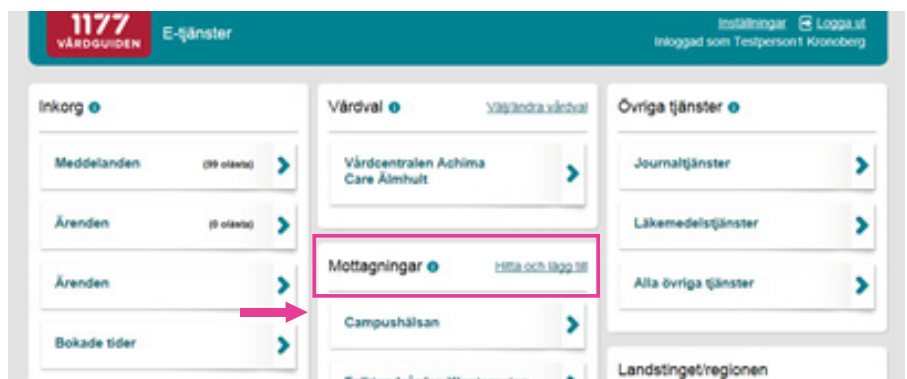 1177
VÅRDGUIDEN
E-tjänster
Inställningar Logga ut
Inloggad som Testperson1 Kronoberg
Inkorg
Meddelanden (99 olästa)
Ärenden (0 olästa)
Ärenden
Bokade tider
Vårdval Välj/ändra vårdval
Vårdcentralen Achima
Care Älmhult
Mottagningar Hitta och lägg till
Campushälsan
Övriga tjänster
Journaltjänster
Läkemedelstjänster
Alla övriga tjänster
Landstinget/regionen